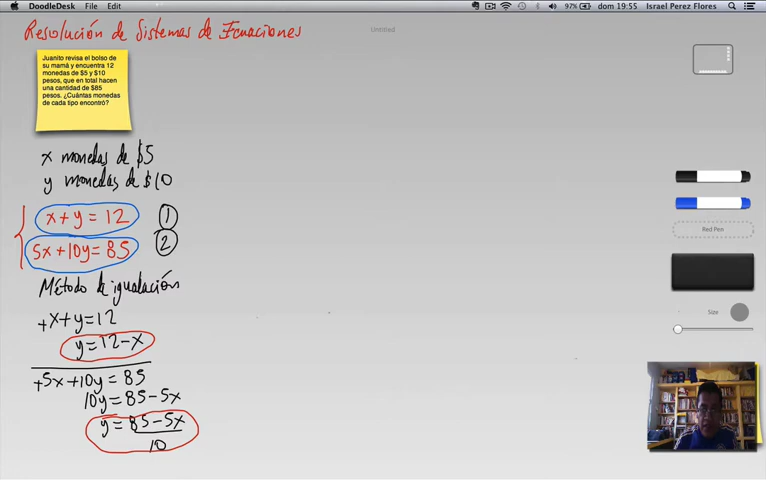 DoodleDesk File Edit 97% dom 19:55 Israel Perez Flores
Untitled
Resolución de Sistemas de Ecuaciones
Juanito revisa el bolso de
su mamá y encuentra 12
monedas de $5 y $10
pesos, que en total hacen
una cantidad de $85
pesos. ¿Cuántas monedas
de cada tipo encontró?
x monedas de $5
y monedas de $10
x+y=12 1
5x+10y=85 2
Método de igualación
+x+y=12
y=12-x
+5x+10y=85
10y=85-5x
y=85-5x
10
Red Pen
Size